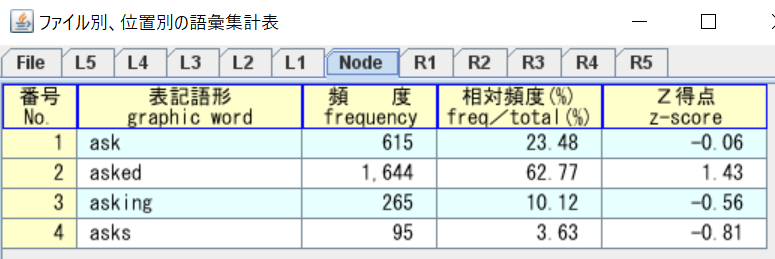 ファイル別、位置別の語彙集計表
File L5 L4 L3 L2 L1 Node R1 R2 R3 R4 R5
番号 表記語形 頻 度 相対頻度(%) Z得点
No. graphic word frequency freq/total(%) z-score
1 ask 615 23.48 -0.06
2 asked 1,644 62.77 1.43
3 asking 265 10.12 -0.56
4 asks 95 3.63 -0.81